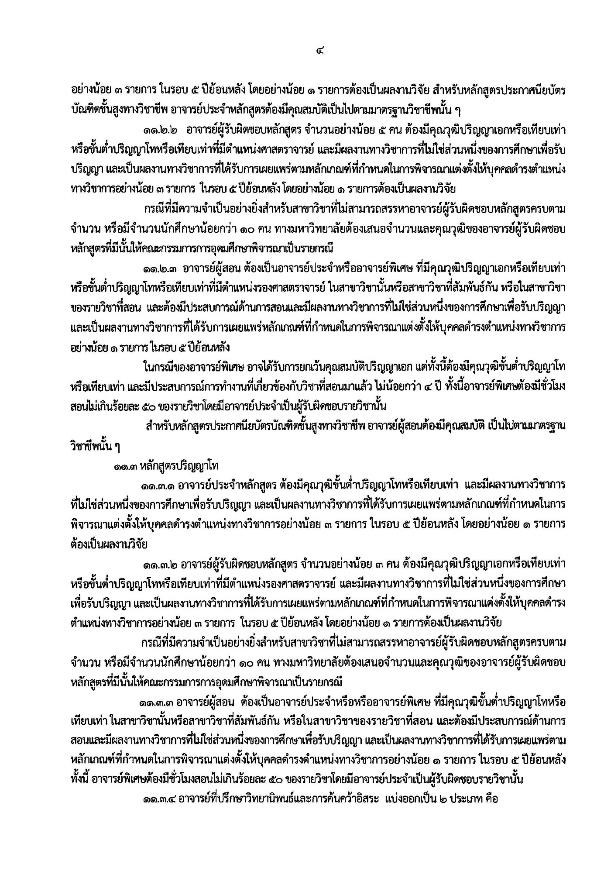 ๔
อย่างน้อย ๓ รายการ ในรอบ ๕ ปีย้อนหลัง โดยอย่างน้อย ๑ รายการต้องเป็นผลงานวิจัย สำหรับหลักสูตรประกาศนียบัตร
บัณฑิตชั้นสูงทางวิชาชีพ อาจารย์ประจำหลักสูตรต้องมีคุณสมบัติเป็นไปตามมาตรฐานวิชาชีพนั้น ๆ
๑๑.๒.๒ อาจารย์ผู้รับผิดชอบหลักสูตร จำนวนอย่างน้อย ๕ คน ต้องมีคุณวุฒิปริญญาเอกหรือเทียบเท่า
หรือขั้นต่ำปริญญาโทหรือเทียบเท่าที่มีตำแหน่งศาสตราจารย์ และมีผลงานทางวิชาการที่ไม่ใช่ส่วนหนึ่งของการศึกษาเพื่อรับ
ปริญญา และเป็นผลงานทางวิชาการที่ได้รับการเผยแพร่ตามหลักเกณฑ์ที่กำหนดในการพิจารณาแต่งตั้งให้บุคคลดำรงตำแหน่ง
ทางวิชาการอย่างน้อย ๓ รายการ ในรอบ ๕ ปีย้อนหลัง โดยอย่างน้อย ๑ รายการต้องเป็นผลงานวิจัย
กรณีที่มีความจำเป็นอย่างยิ่งสำหรับสาขาวิชาที่ไม่สามารถสรรหาอาจารย์ผู้รับผิดชอบหลักสูตรครบตาม
จำนวน หรือมีจำนวนนักศึกษาน้อยกว่า ๑๐ คน ทางมหาวิทยาลัยต้องเสนอจำนวนและคุณวุฒิของอาจารย์ผู้รับผิดชอบ
หลักสูตรที่มีนั้นให้คณะกรรมการการอุดมศึกษาพิจารณาเป็นรายกรณี
๑๑.๒.๓ อาจารย์ผู้สอน ต้องเป็นอาจารย์ประจำหรืออาจารย์พิเศษ ที่มีคุณวุฒิปริญญาเอกหรือเทียบเท่า
หรือขั้นต่ำปริญญาโทหรือเทียบเท่าที่มีตำแหน่งรองศาสตราจารย์ ในสาขาวิชานั้นหรือสาขาวิชาที่สัมพันธ์กัน หรือในสาขาวิชา
ของรายวิชาที่สอน และต้องมีประสบการณ์ด้านการสอนและมีผลงานทางวิชาการที่ไม่ใช่ส่วนหนึ่งของการศึกษาเพื่อรับปริญญา
และเป็นผลงานทางวิชาการที่ได้รับการเผยแพร่หลักเกณฑ์ที่กำหนดในการพิจารณาแต่งตั้งให้บุคคลดำรงตำแหน่งทางวิชาการ
อย่างน้อย ๑ รายการ ในรอบ ๕ ปีย้อนหลัง
ในกรณีของอาจารย์พิเศษ อาจได้รับการยกเว้นคุณสมบัติปริญญาเอก แต่ทั้งนี้ต้องมีคุณวุฒิขั้นต่ำปริญญาโท
หรือเทียบเท่า และมีประสบการณ์การทำงานที่เกี่ยวข้องกับวิชาที่สอนมาแล้ว ไม่น้อยกว่า ๔ ปี ทั้งนี้อาจารย์พิเศษต้องมีชั่วโมง
สอนไม่เกินร้อยละ ๕๐ ของรายวิชาโดยมีอาจารย์ประจำเป็นผู้รับผิดชอบรายวิชานั้น
สำหรับหลักสูตรประกาศนียบัตรบัณฑิตชั้นสูงทางวิชาชีพ อาจารย์ผู้สอนต้องมีคุณสมบัติ เป็นไปตามมาตรฐาน
วิชาชีพนั้น ๆ
๑๑.๓ หลักสูตรปริญญาโท
๑๑.๓.๑ อาจารย์ประจำหลักสูตร ต้องมีคุณวุฒิขั้นต่ำปริญญาโทหรือเทียบเท่า และมีผลงานทางวิชาการ
ที่ไม่ใช่ส่วนหนึ่งของการศึกษาเพื่อรับปริญญา และเป็นผลงานทางวิชาการที่ได้รับการเผยแพร่ตามหลักเกณฑ์ที่กำหนดในการ
พิจารณาแต่งตั้งให้บุคคลดำรงตำแหน่งทางวิชาการอย่างน้อย ๓ รายการ ในรอบ ๕ ปีย้อนหลัง โดยอย่างน้อย ๑ รายการ
ต้องเป็นผลงานวิจัย
๑๑.๓.๒ อาจารย์ผู้รับผิดชอบหลักสูตร จำนวนอย่างน้อย ๓ คน ต้องมีคุณวุฒิปริญญาเอกหรือเทียบเท่า
หรือขั้นต่ำปริญญาโทหรือเทียบเท่าที่มีตำแหน่งรองศาสตราจารย์ และมีผลงานทางวิชาการที่ไม่ใช่ส่วนหนึ่งของการศึกษา
เพื่อรับปริญญา และเป็นผลงานทางวิชาการที่ได้รับการเผยแพร่ตามหลักเกณฑ์ที่กำหนดในการพิจารณาแต่งตั้งให้บุคคลดำรง
ตำแหน่งทางวิชาการอย่างน้อย ๓ รายการ ในรอบ ๕ ปีย้อนหลัง โดยอย่างน้อย ๑ รายการต้องเป็นผลงานวิจัย
กรณีที่มีความจำเป็นอย่างยิ่งสำหรับสาขาวิชาที่ไม่สามารถสรรหาอาจารย์ผู้รับผิดชอบหลักสูตรครบตาม
จำนวน หรือมีจำนวนนักศึกษาน้อยกว่า ๑๐ คน ทางมหาวิทยาลัยต้องเสนอจำนวนและคุณวุฒิของอาจารย์ผู้รับผิดชอบ
หลักสูตรที่มีนั้นให้คณะกรรมการการอุดมศึกษาพิจารณาเป็นรายกรณี
๑๑.๓.๓ อาจารย์ผู้สอน ต้องเป็นอาจารย์ประจำหรือหรืออาจารย์พิเศษ ที่มีคุณวุฒิขั้นต่ำปริญญาโทหรือ
เทียบเท่า ในสาขาวิชานั้นหรือสาขาวิชาที่สัมพันธ์กัน หรือในสาขาวิชาของรายวิชาที่สอน และต้องมีประสบการณ์ด้านการ
สอนและมีผลงานทางวิชาการที่ไม่ใช่ส่วนหนึ่งของการศึกษาเพื่อรับปริญญา และเป็นผลงานทางวิชาการที่ได้รับการเผยแพร่ตาม
หลักเกณฑ์ที่กำหนดในการพิจารณาแต่งตั้งให้บุคคลดำรงตำแหน่งทางวิชาการอย่างน้อย ๑ รายการ ในรอบ ๕ ปีย้อนหลัง
ทั้งนี้ อาจารย์พิเศษต้องมีชั่วโมงสอนไม่เกินร้อยละ ๕๐ ของรายวิชาโดยมีอาจารย์ประจำเป็นผู้รับผิดชอบรายวิชานั้น
๑๑.๓.๔ อาจารย์ที่ปรึกษาวิทยานิพนธ์และการค้นคว้าอิสระ แบ่งออกเป็น ๒ ประเภท คือ